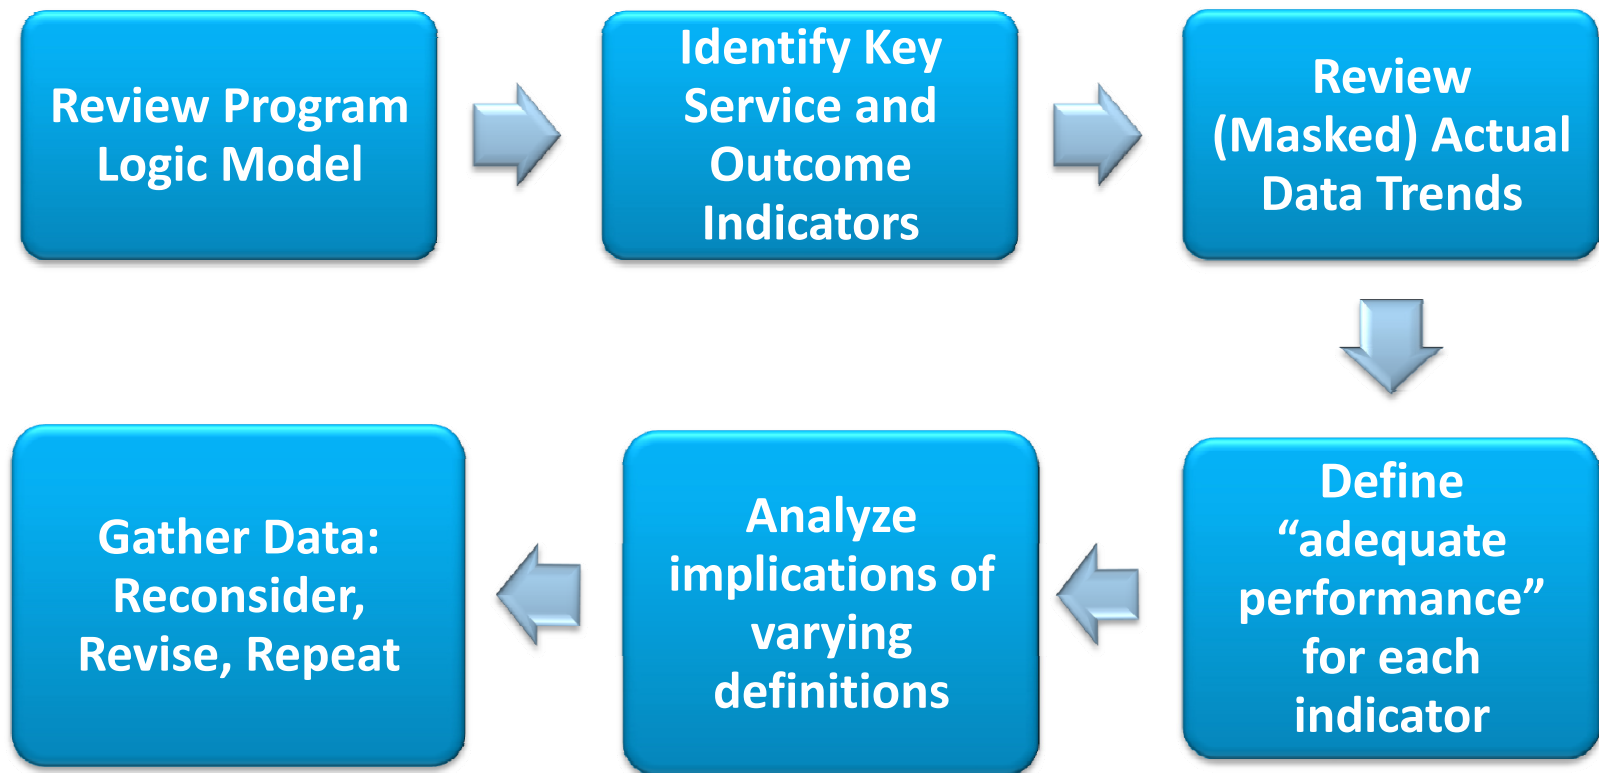 Review Program
Logic Model
Identify Key
Service and
Outcome
Indicators
Review
(Masked) Actual
Data Trends
Define
“adequate
performance”
for each
indicator
Analyze
implications of
varying
definitions
Gather Data:
Reconsider,
Revise, Repeat